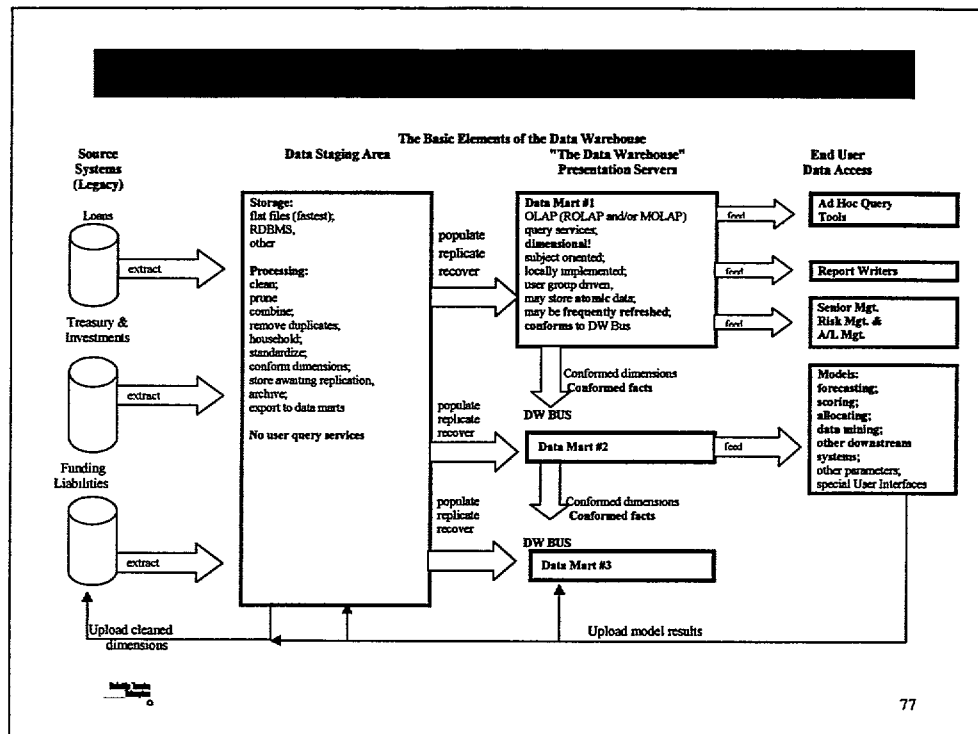 The Basic Elements of the Data Warehouse
Source
Systems
(Legacy)
Data Staging Area
"The Data Warehouse"
Presentation Servers
End User
Data Access
Loans
extract
Treasury &
Investments
extract
Funding
Liabilities
extract
Storage:
flat files (fastest);
RDBMS,
other
Processing:
clean;
prune
combine;
remove duplicates;
household;
standardize;
conform dimensions;
store awaiting replication,
archive;
export to data marts
No user query services
populate
replicate
recover
populate
replicate
recover
populate
replicate
recover
Data Mart #1
OLAP (ROLAP and/or MOLAP)
query services;
dimensional!
subject oriented;
locally implemented;
user group driven,
may store atomic data;
may be frequently refreshed;
conforms to DW Bus
Conformed dimensions
Conformed facts
DW BUS
Data Mart #2
Conformed dimensions
Conformed facts
DW BUS
Data Mart #3
feed
feed
feed
feed
Ad Hoc Query
Tools
Report Writers
Senior Mgt.
Risk Mgt. &
A/L Mgt.
Models:
forecasting;
scoring;
allocating;
data mining;
other downstream
systems;
other parameters;
special User Interfaces
Upload cleaned
dimensions
Upload model results
77